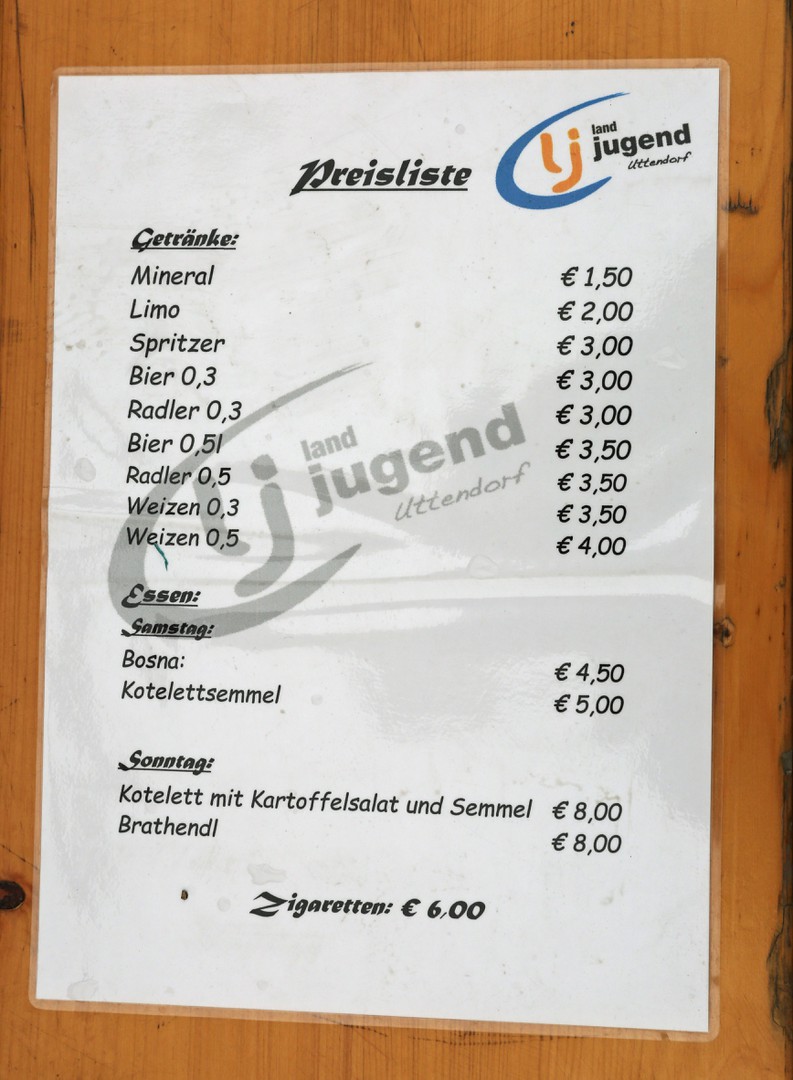 Preisliste
land
jugend
Uttendorf
Getränke:
Mineral € 1,50
Limo € 2,00
Spritzer € 3,00
Bier 0,3 € 3,00
Radler 0,3 € 3,00
Bier 0,5l € 3,50
Radler 0,5 € 3,50
Weizen 0,3 € 3,50
Weizen 0,5 € 4,00
land
jugend
Uttendorf
Essen:
Samstag:
Bosna: € 4,50
Kotelettsemmel € 5,00
Sonntag:
Kotelett mit Kartoffelsalat und Semmel € 8,00
Brathendl € 8,00
Zigaretten: € 6,00